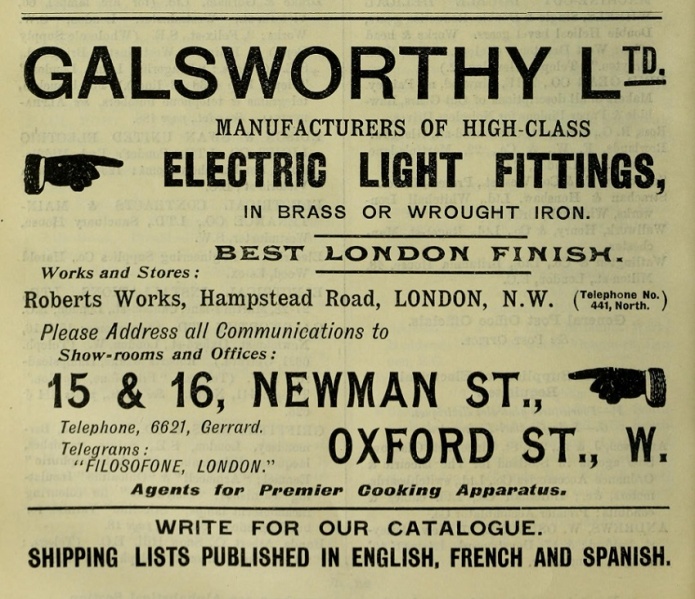 GALSWORTHY LTD.
MANUFACTURERS OF HIGH-CLASS
ELECTRIC LIGHT FITTINGS,
IN BRASS OR WROUGHT IRON.
BEST LONDON FINISH.
Works and Stores:
Roberts Works, Hampstead Road, LONDON, N.W. (Telephone No. 441, North.)
Please Address all Communications to
Show-rooms and Offices:
15 & 16, NEWMAN ST.,
Telephone, 6621, Gerrard.
OXFORD ST., W.
Telegrams:
"FILOSOFONE, LONDON."
Agents for Premier Cooking Apparatus.
WRITE FOR OUR CATALOGUE.
SHIPPING LISTS PUBLISHED IN ENGLISH, FRENCH AND SPANISH.